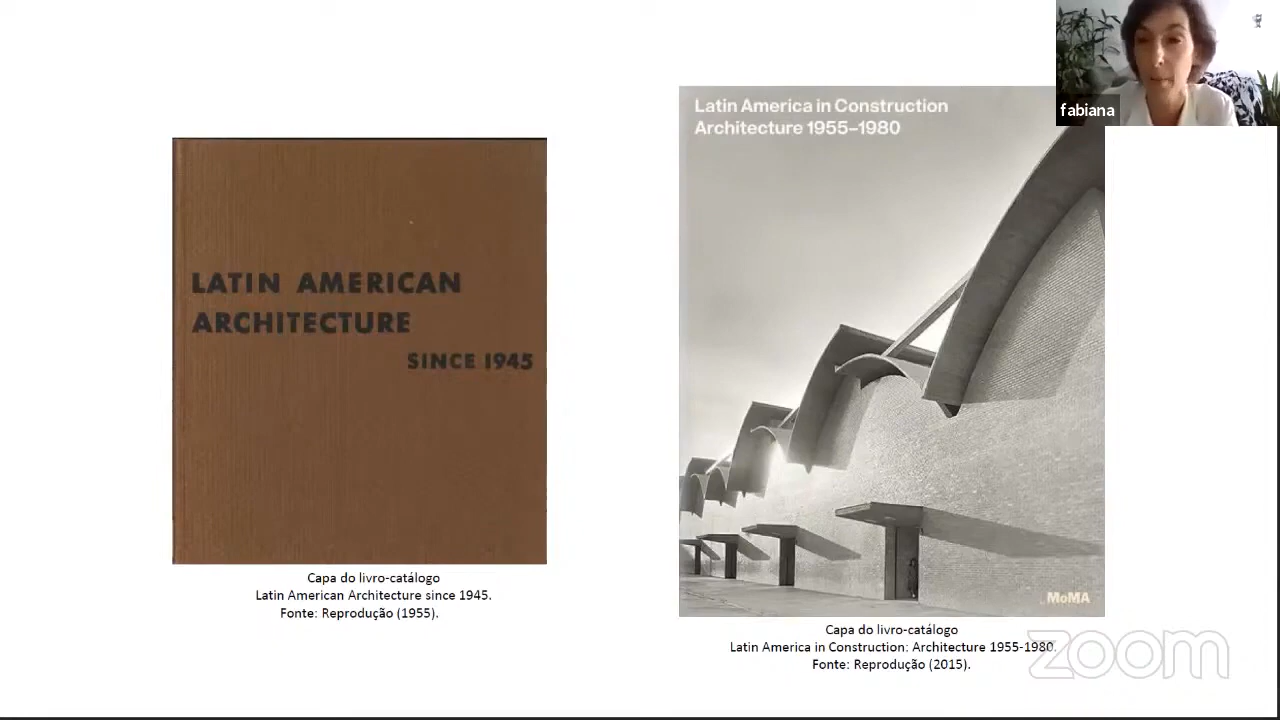 LATIN AMERICAN
ARCHITECTURE
SINCE 1945
Capa do livro-catálogo
Latin American Architecture since 1945.
Fonte: Reprodução (1955).
Latin America in Construction
Architecture 1955–1980
MoMA
Capa do livro-catálogo
Latin America in Construction: Architecture 1955-1980.
Fonte: Reprodução (2015).
fabiana
zoom